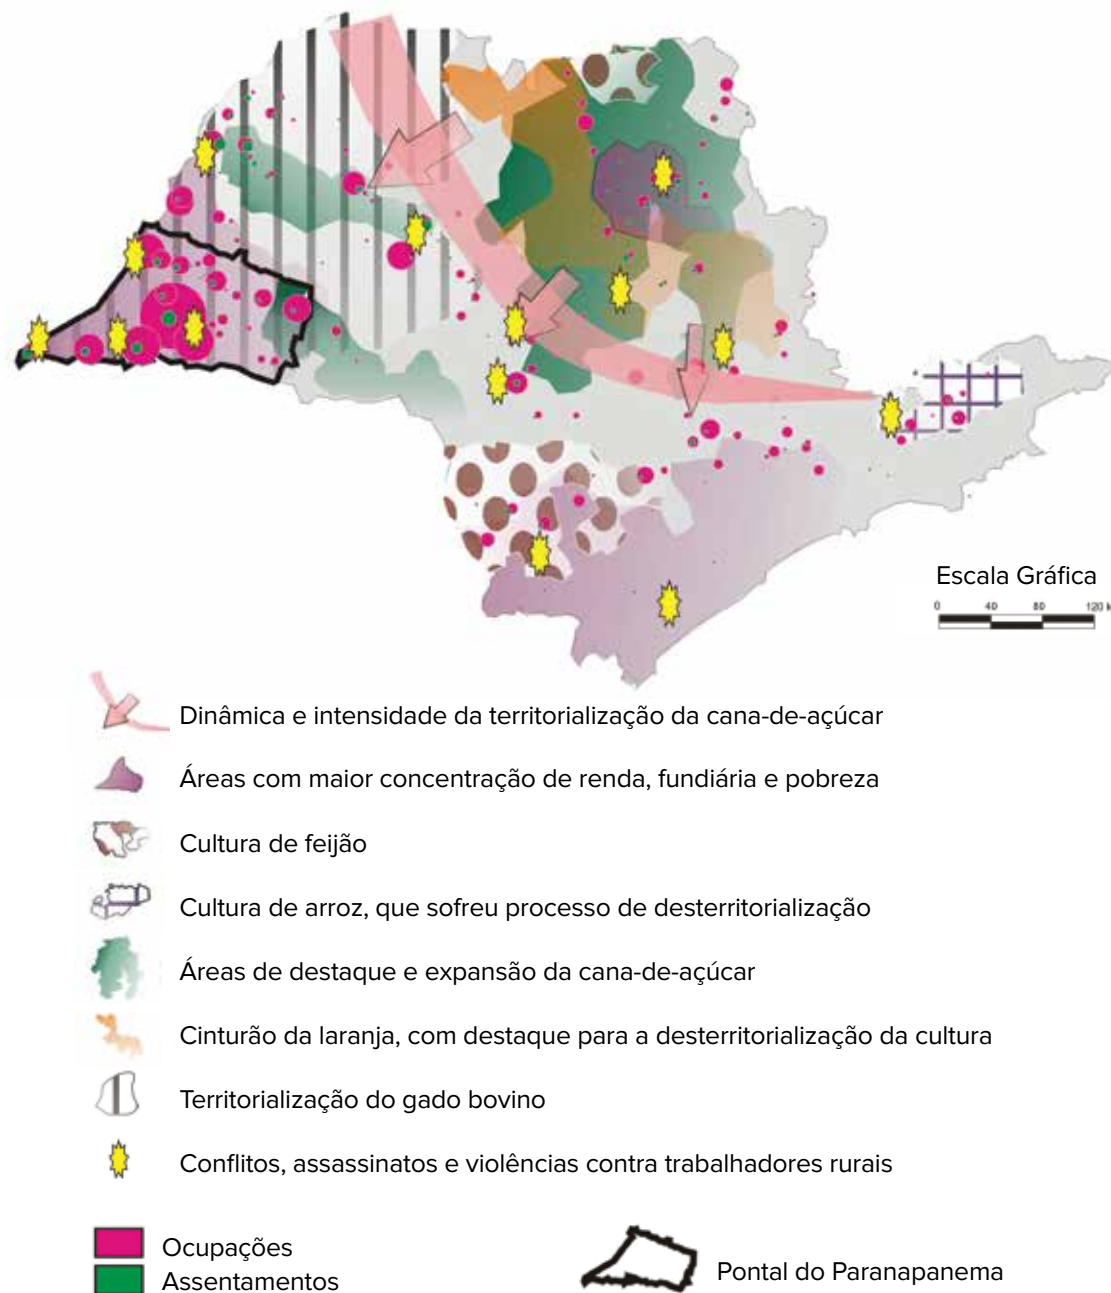 Escala Gráfica
0 40 80 120 k
Dinâmica e intensidade da territorialização da cana-de-açúcar
Áreas com maior concentração de renda, fundiária e pobreza
Cultura de feijão
Cultura de arroz, que sofreu processo de desterritorialização
Áreas de destaque e expansão da cana-de-açúcar
Cinturão da laranja, com destaque para a desterritorialização da cultura
Territorialização do gado bovino
Conflitos, assassinatos e violências contra trabalhadores rurais
Ocupações
Assentamentos
Pontal do Paranapanema